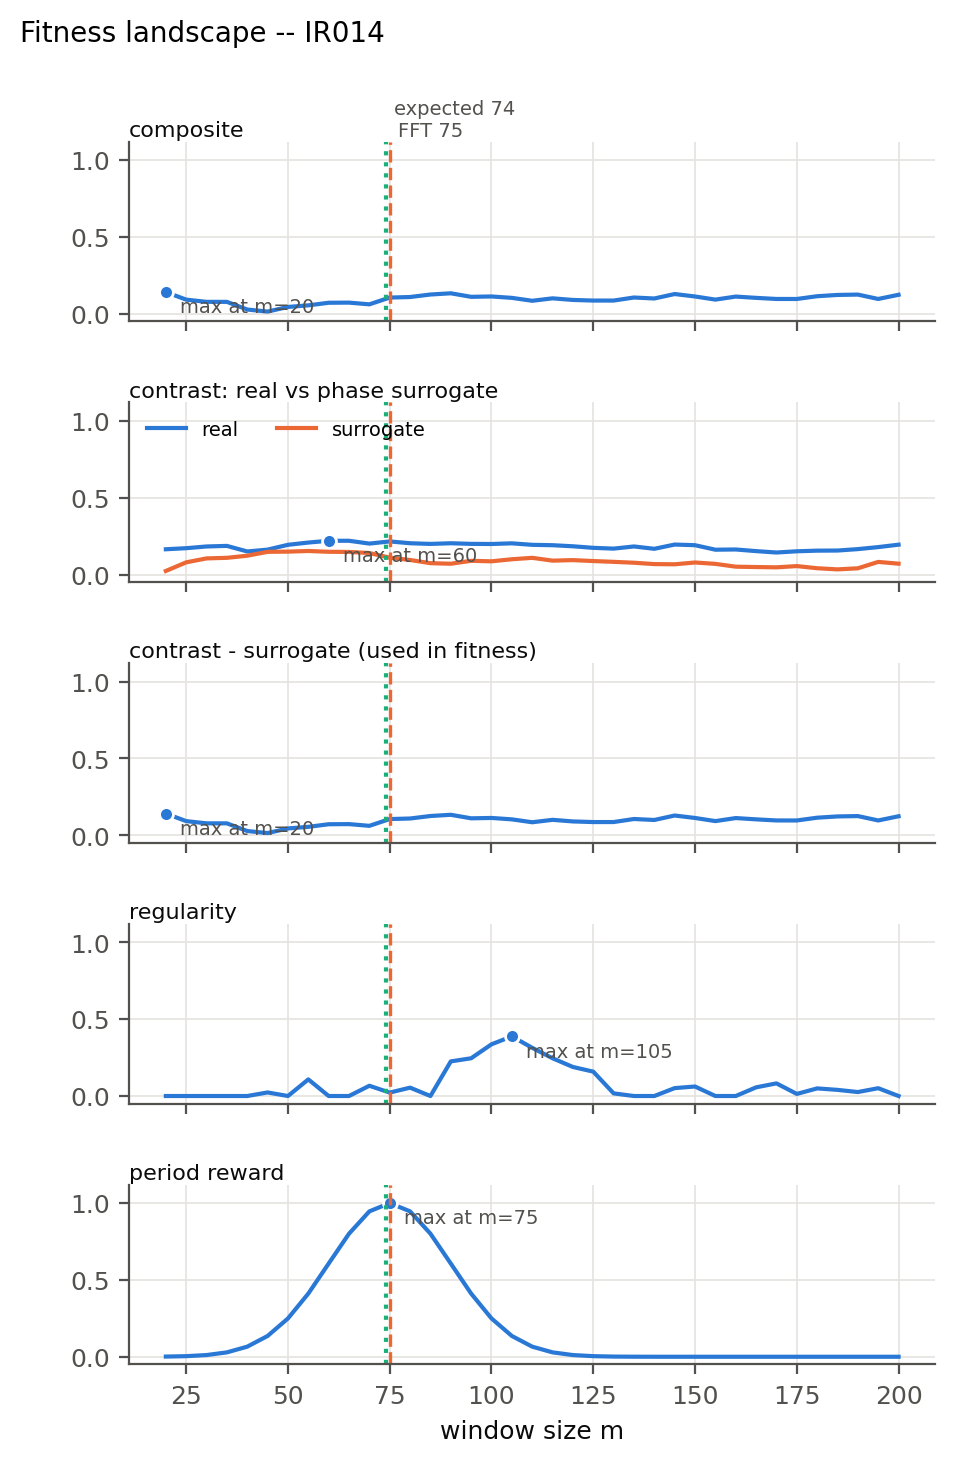 Fitness landscape -- IR014
expected 74
FFT 75
composite
1.0
0.5
0.0
max at m=20
contrast: real vs phase surrogate
1.0
real
surrogate
0.5
max at m=60
0.0
contrast - surrogate (used in fitness)
1.0
0.5
max at m=20
0.0
regularity
1.0
0.5
max at m=105
0.0
period reward
1.0
max at m=75
0.5
0.0
25 50 75 100 125 150 175 200
window size m